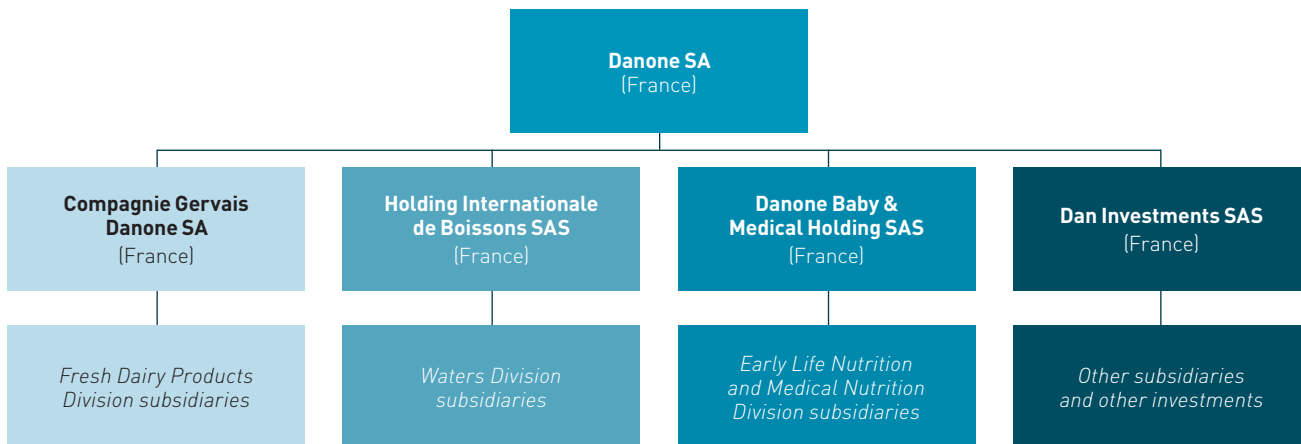 Danone SA
(France)
Compagnie Gervais
Danone SA
(France)
Holding Internationale
de Boissons SAS
(France)
Danone Baby &
Medical Holding SAS
(France)
Dan Investments SAS
(France)
Fresh Dairy Products
Division subsidiaries
Waters Division
subsidiaries
Early Life Nutrition
and Medical Nutrition
Division subsidiaries
Other subsidiaries
and other investments